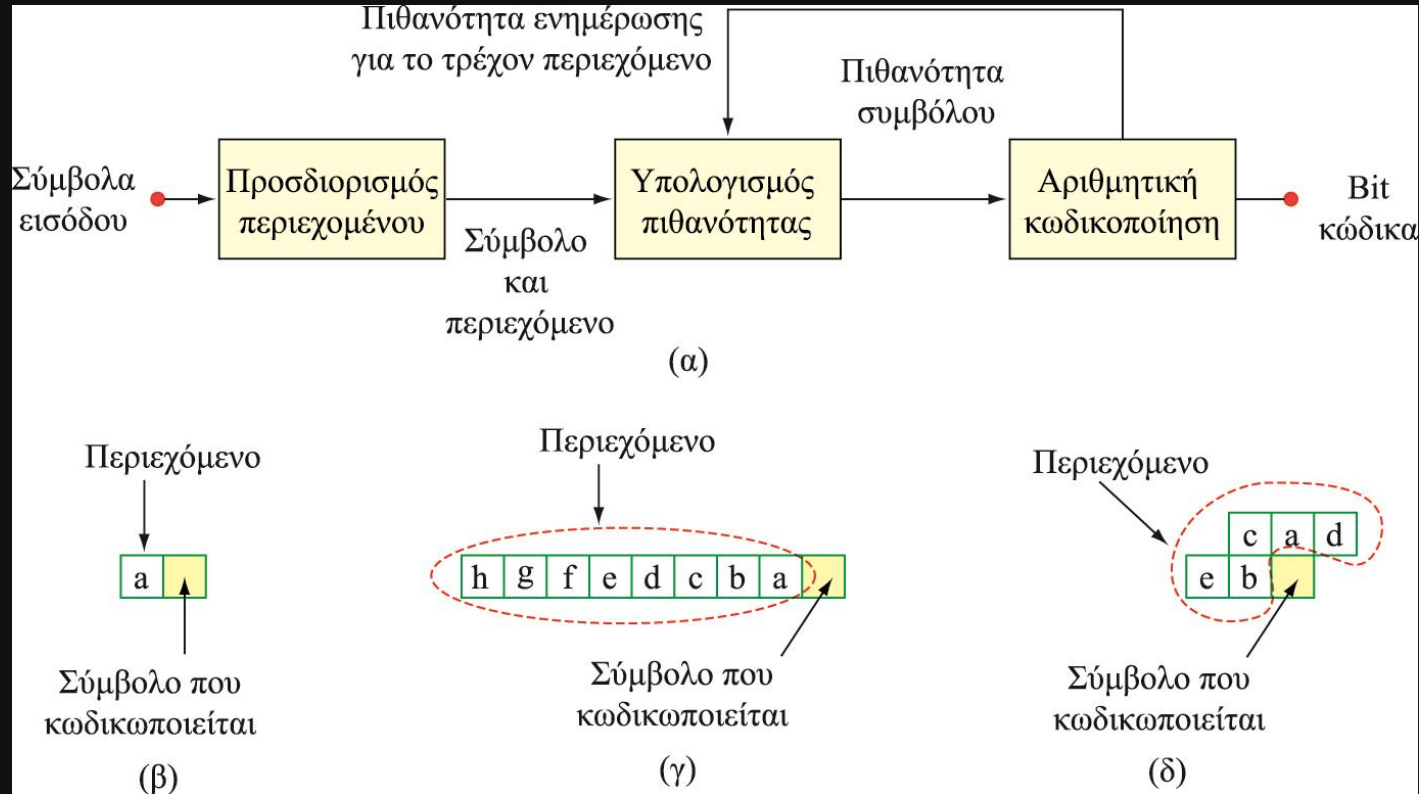 Πιθανότητα ενημέρωσης
για το τρέχον περιεχόμενο
Πιθανότητα
συμβόλου
Σύμβολα
εισόδου
Προσδιορισμός
περιεχομένου
Σύμβολο
και
περιεχόμενο
Υπολογισμός
πιθανότητας
Αριθμητική
κωδικοποίηση
Bit
κώδικα
(α)
Περιεχόμενο
a
Σύμβολο που
κωδικωποιείται
(β)
Περιεχόμενο
h g f e d c b a
Σύμβολο που
κωδικωποιείται
(γ)
Περιεχόμενο
c a d
e b
Σύμβολο που
κωδικωποιείται
(δ)